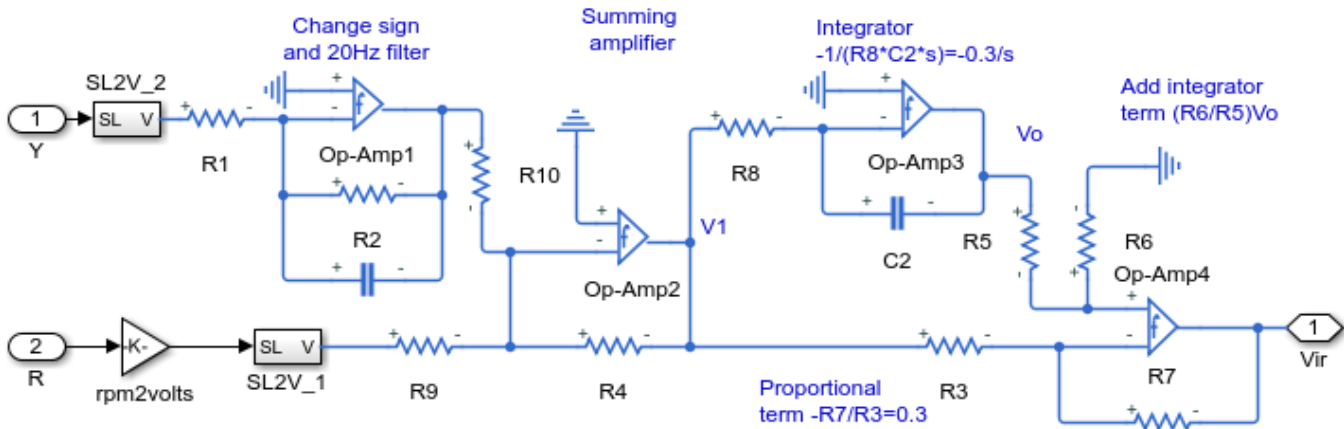 Change sign
and 20Hz filter
Summing
amplifier
Integrator
-1/(R8*C2*s)=-0.3/s
Add integrator
term (R6/R5)Vo
SL2V_2
1
SL V
Y
R1
+ -
+
-
Op-Amp1
+ -
R2
+ -
+
-
R10
+
-
Op-Amp2
V1
+ -
R8
+
-
Op-Amp3
+ -
C2
Vo
+
-
R5
-
+
R6
Op-Amp4
+
-
2
R
-K-
rpm2volts
SL V
SL2V_1
+ -
R9
+ -
R4
+ -
R3
R7
+ -
1
Vir
Proportional
term -R7/R3=0.3